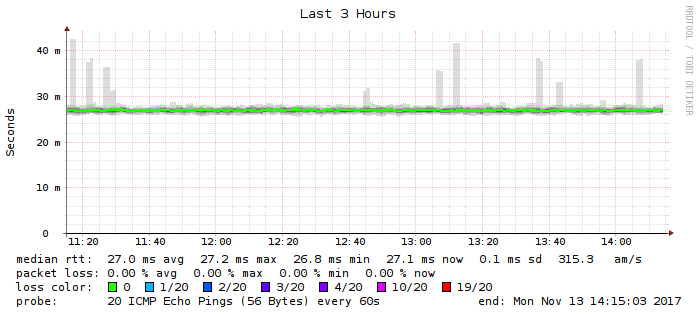 Last 3 Hours
RRDTOOL / TOBI OETIKER
Seconds
40 m
30 m
20 m
10 m
0
11:20 11:40 12:00 12:20 12:40 13:00 13:20 13:40 14:00
median rtt: 27.0 ms avg 27.2 ms max 26.8 ms min 27.1 ms now 0.1 ms sd 315.3 am/s
packet loss: 0.00 % avg 0.00 % max 0.00 % min 0.00 % now
loss color: 0 1/20 2/20 3/20 4/20 10/20 19/20
probe: 20 ICMP Echo Pings (56 Bytes) every 60s end: Mon Nov 13 14:15:03 2017